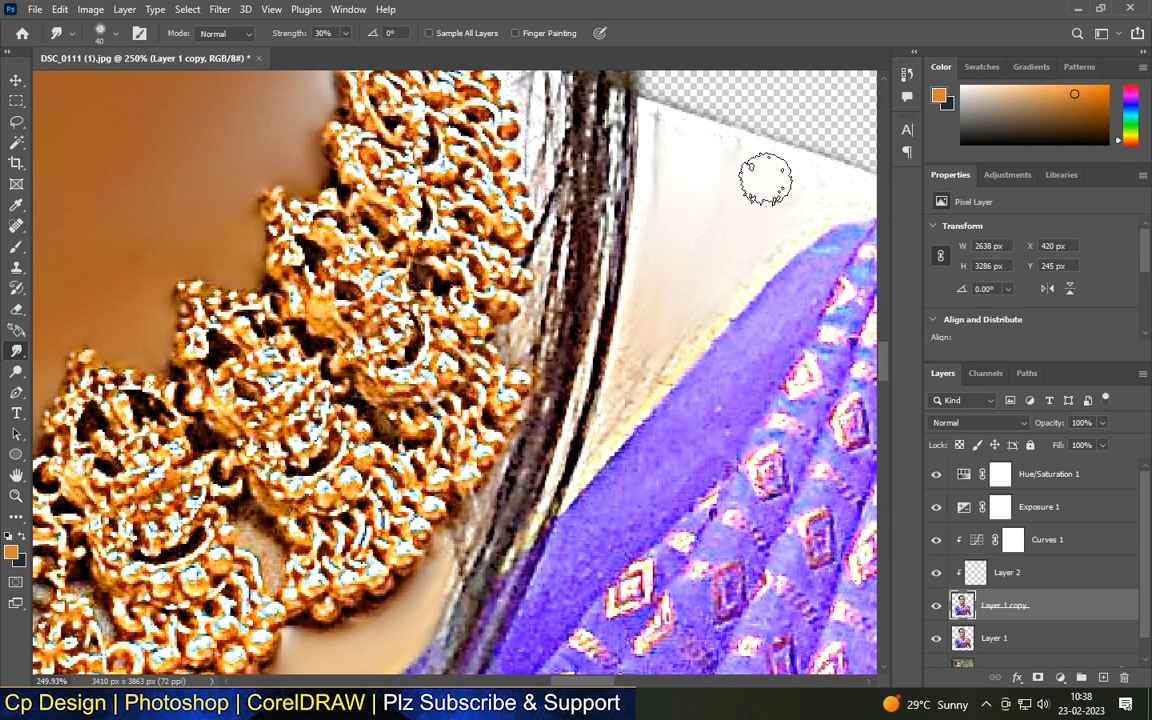 Ps File Edit Image Layer Type Select Filter 3D View Plugins Window Help
40 Mode: Normal Strength: 30% 0° Sample All Layers Finger Painting
DSC_0111 (1).jpg @ 250% (Layer 1 copy, RGB/8#) * ×
Color Swatches Gradients Patterns
Properties Adjustments Libraries
Pixel Layer
Transform
W 2638 px X 420 px
H 3286 px Y 245 px
0.00°
Align and Distribute
Align:
Layers Channels Paths
Kind
Normal Opacity: 100%
Lock: Fill: 100%
Hue/Saturation 1
Exposure 1
Curves 1
Layer 2
Layer 1 copy
Layer 1
249.93% 3410 px x 3863 px (72 ppi)
Cp Design | Photoshop | CorelDRAW | Plz Subscribe & Support
29°C Sunny
10:38
23-02-2023